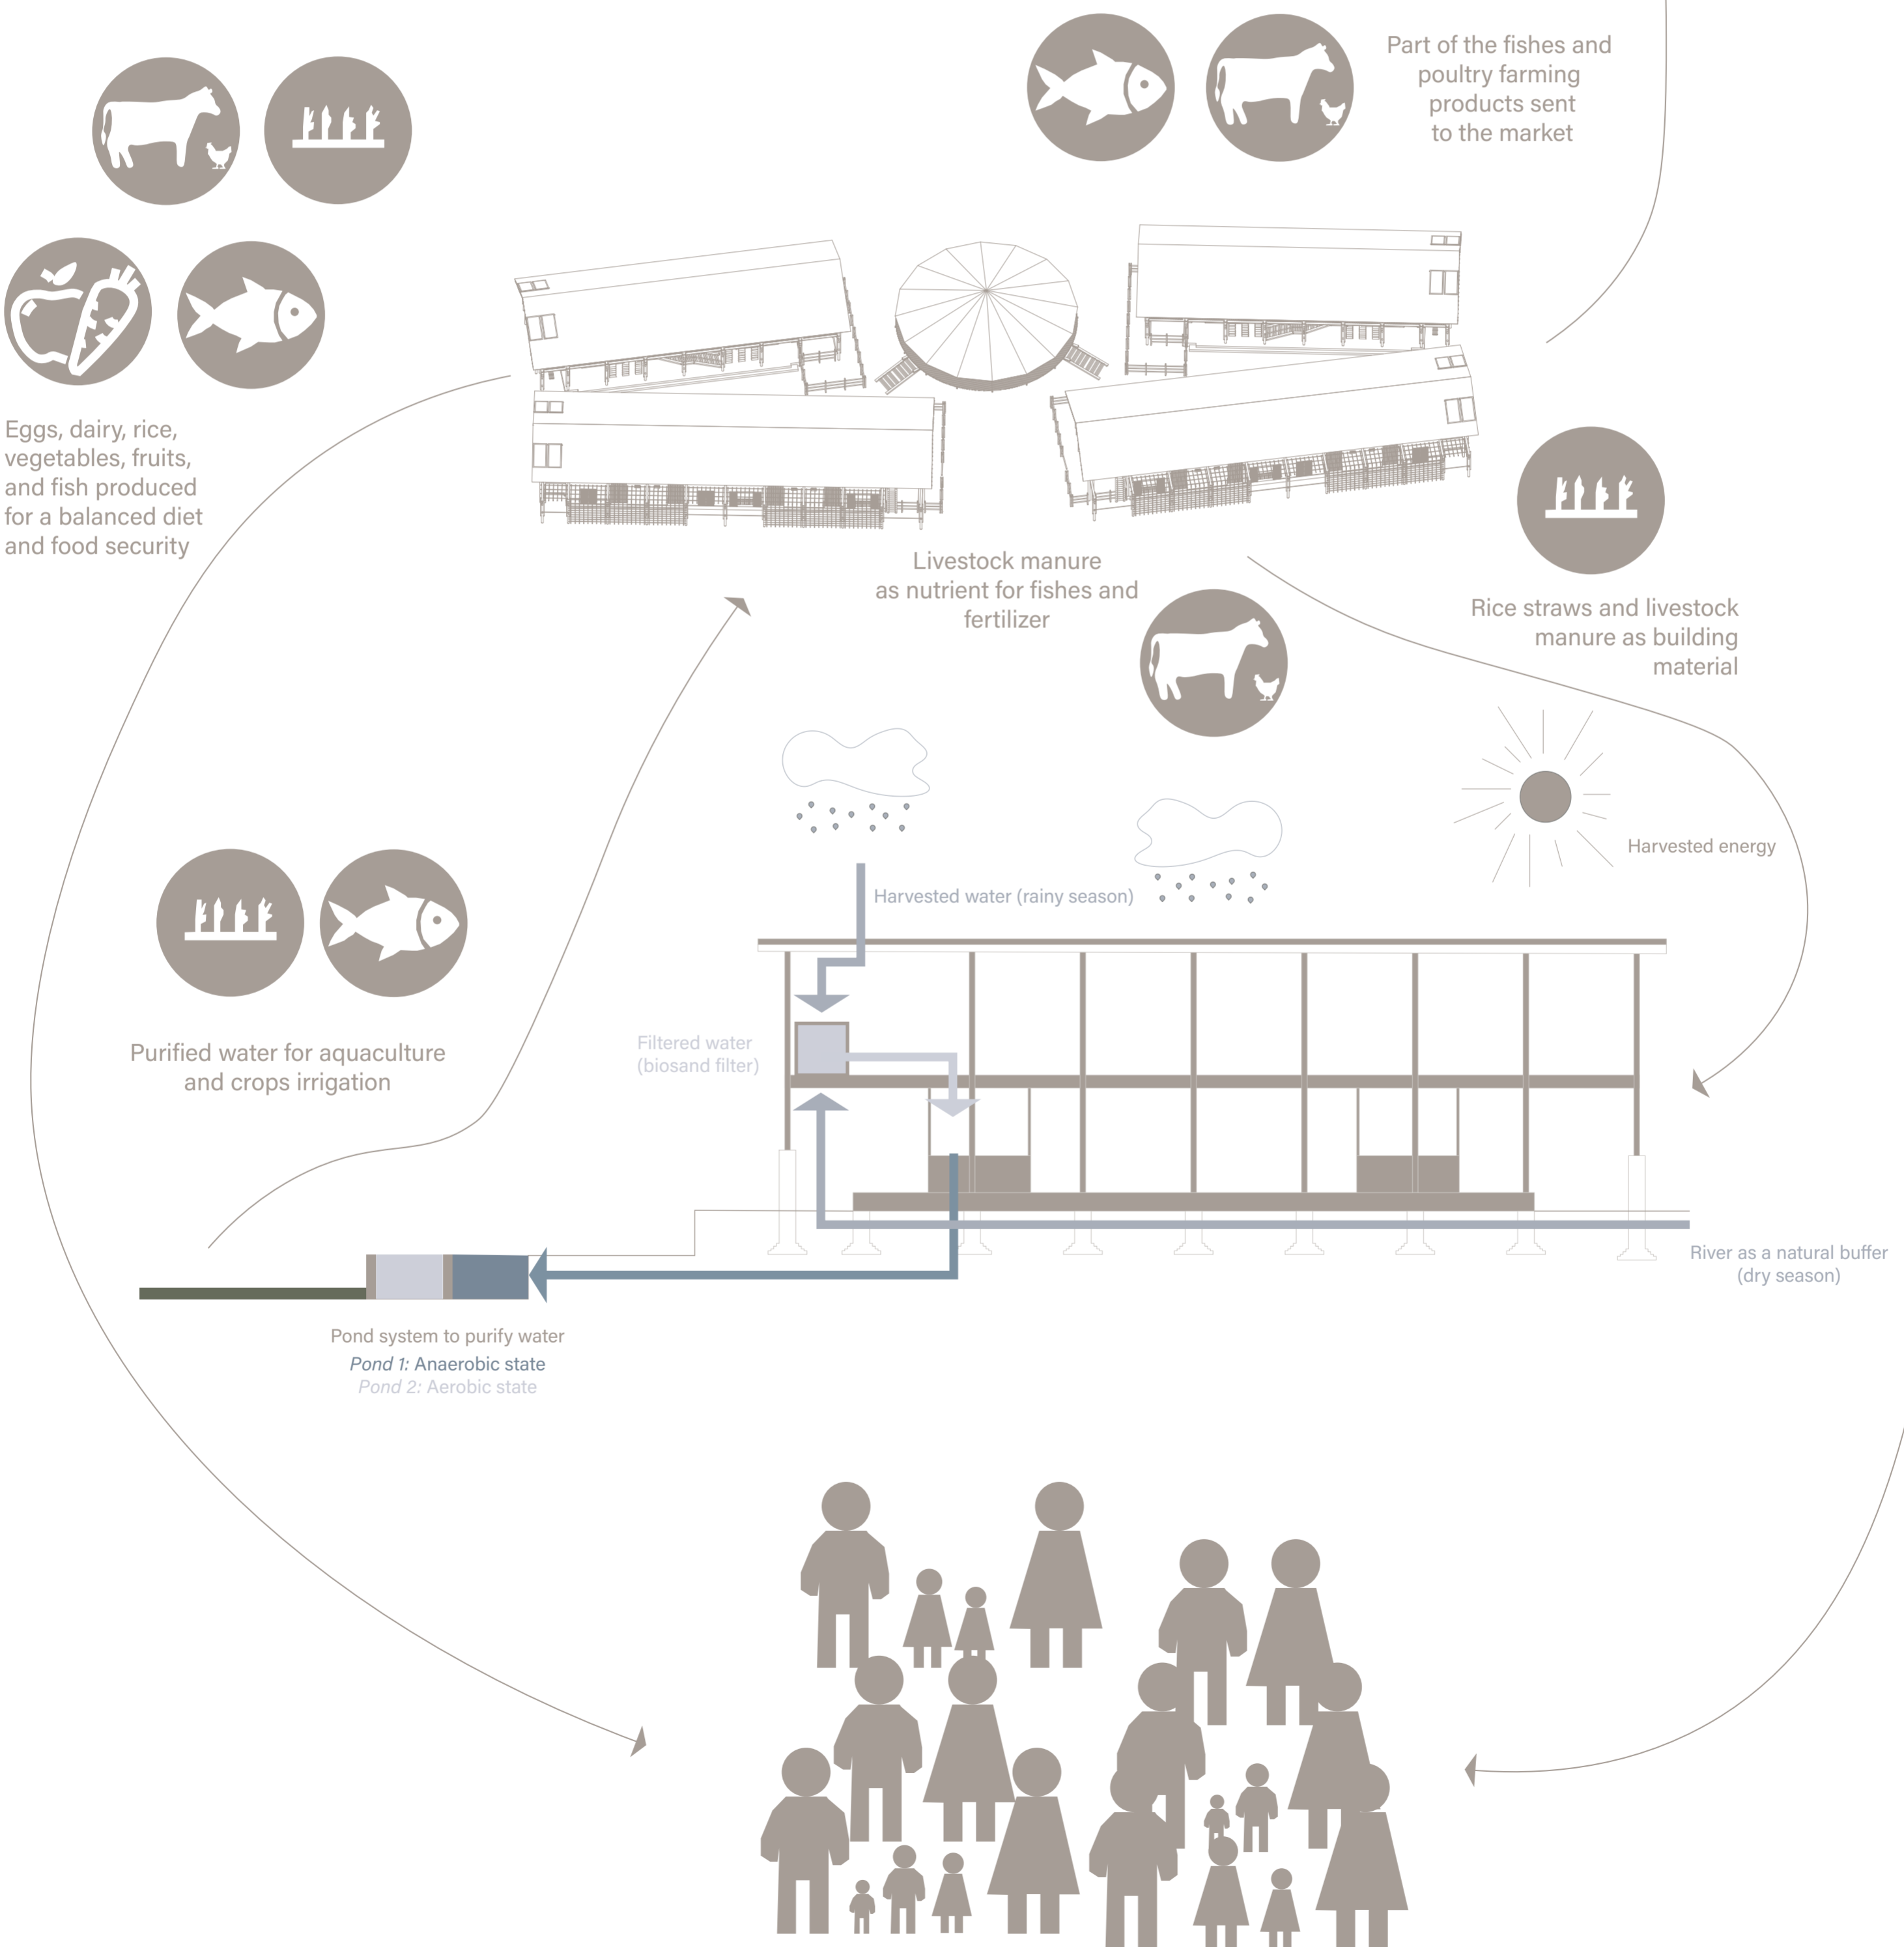 Part of the fishes and
poultry farming
products sent
to the market
Eggs, dairy, rice,
vegetables, fruits,
and fish produced
for a balanced diet
and food security
Livestock manure
as nutrient for fishes and
fertilizer
Rice straws and livestock
manure as building
material
Harvested energy
Harvested water (rainy season)
Filtered water
(biosand filter)
Purified water for aquaculture
and crops irrigation
River as a natural buffer
(dry season)
Pond system to purify water
Pond 1: Anaerobic state
Pond 2: Aerobic state